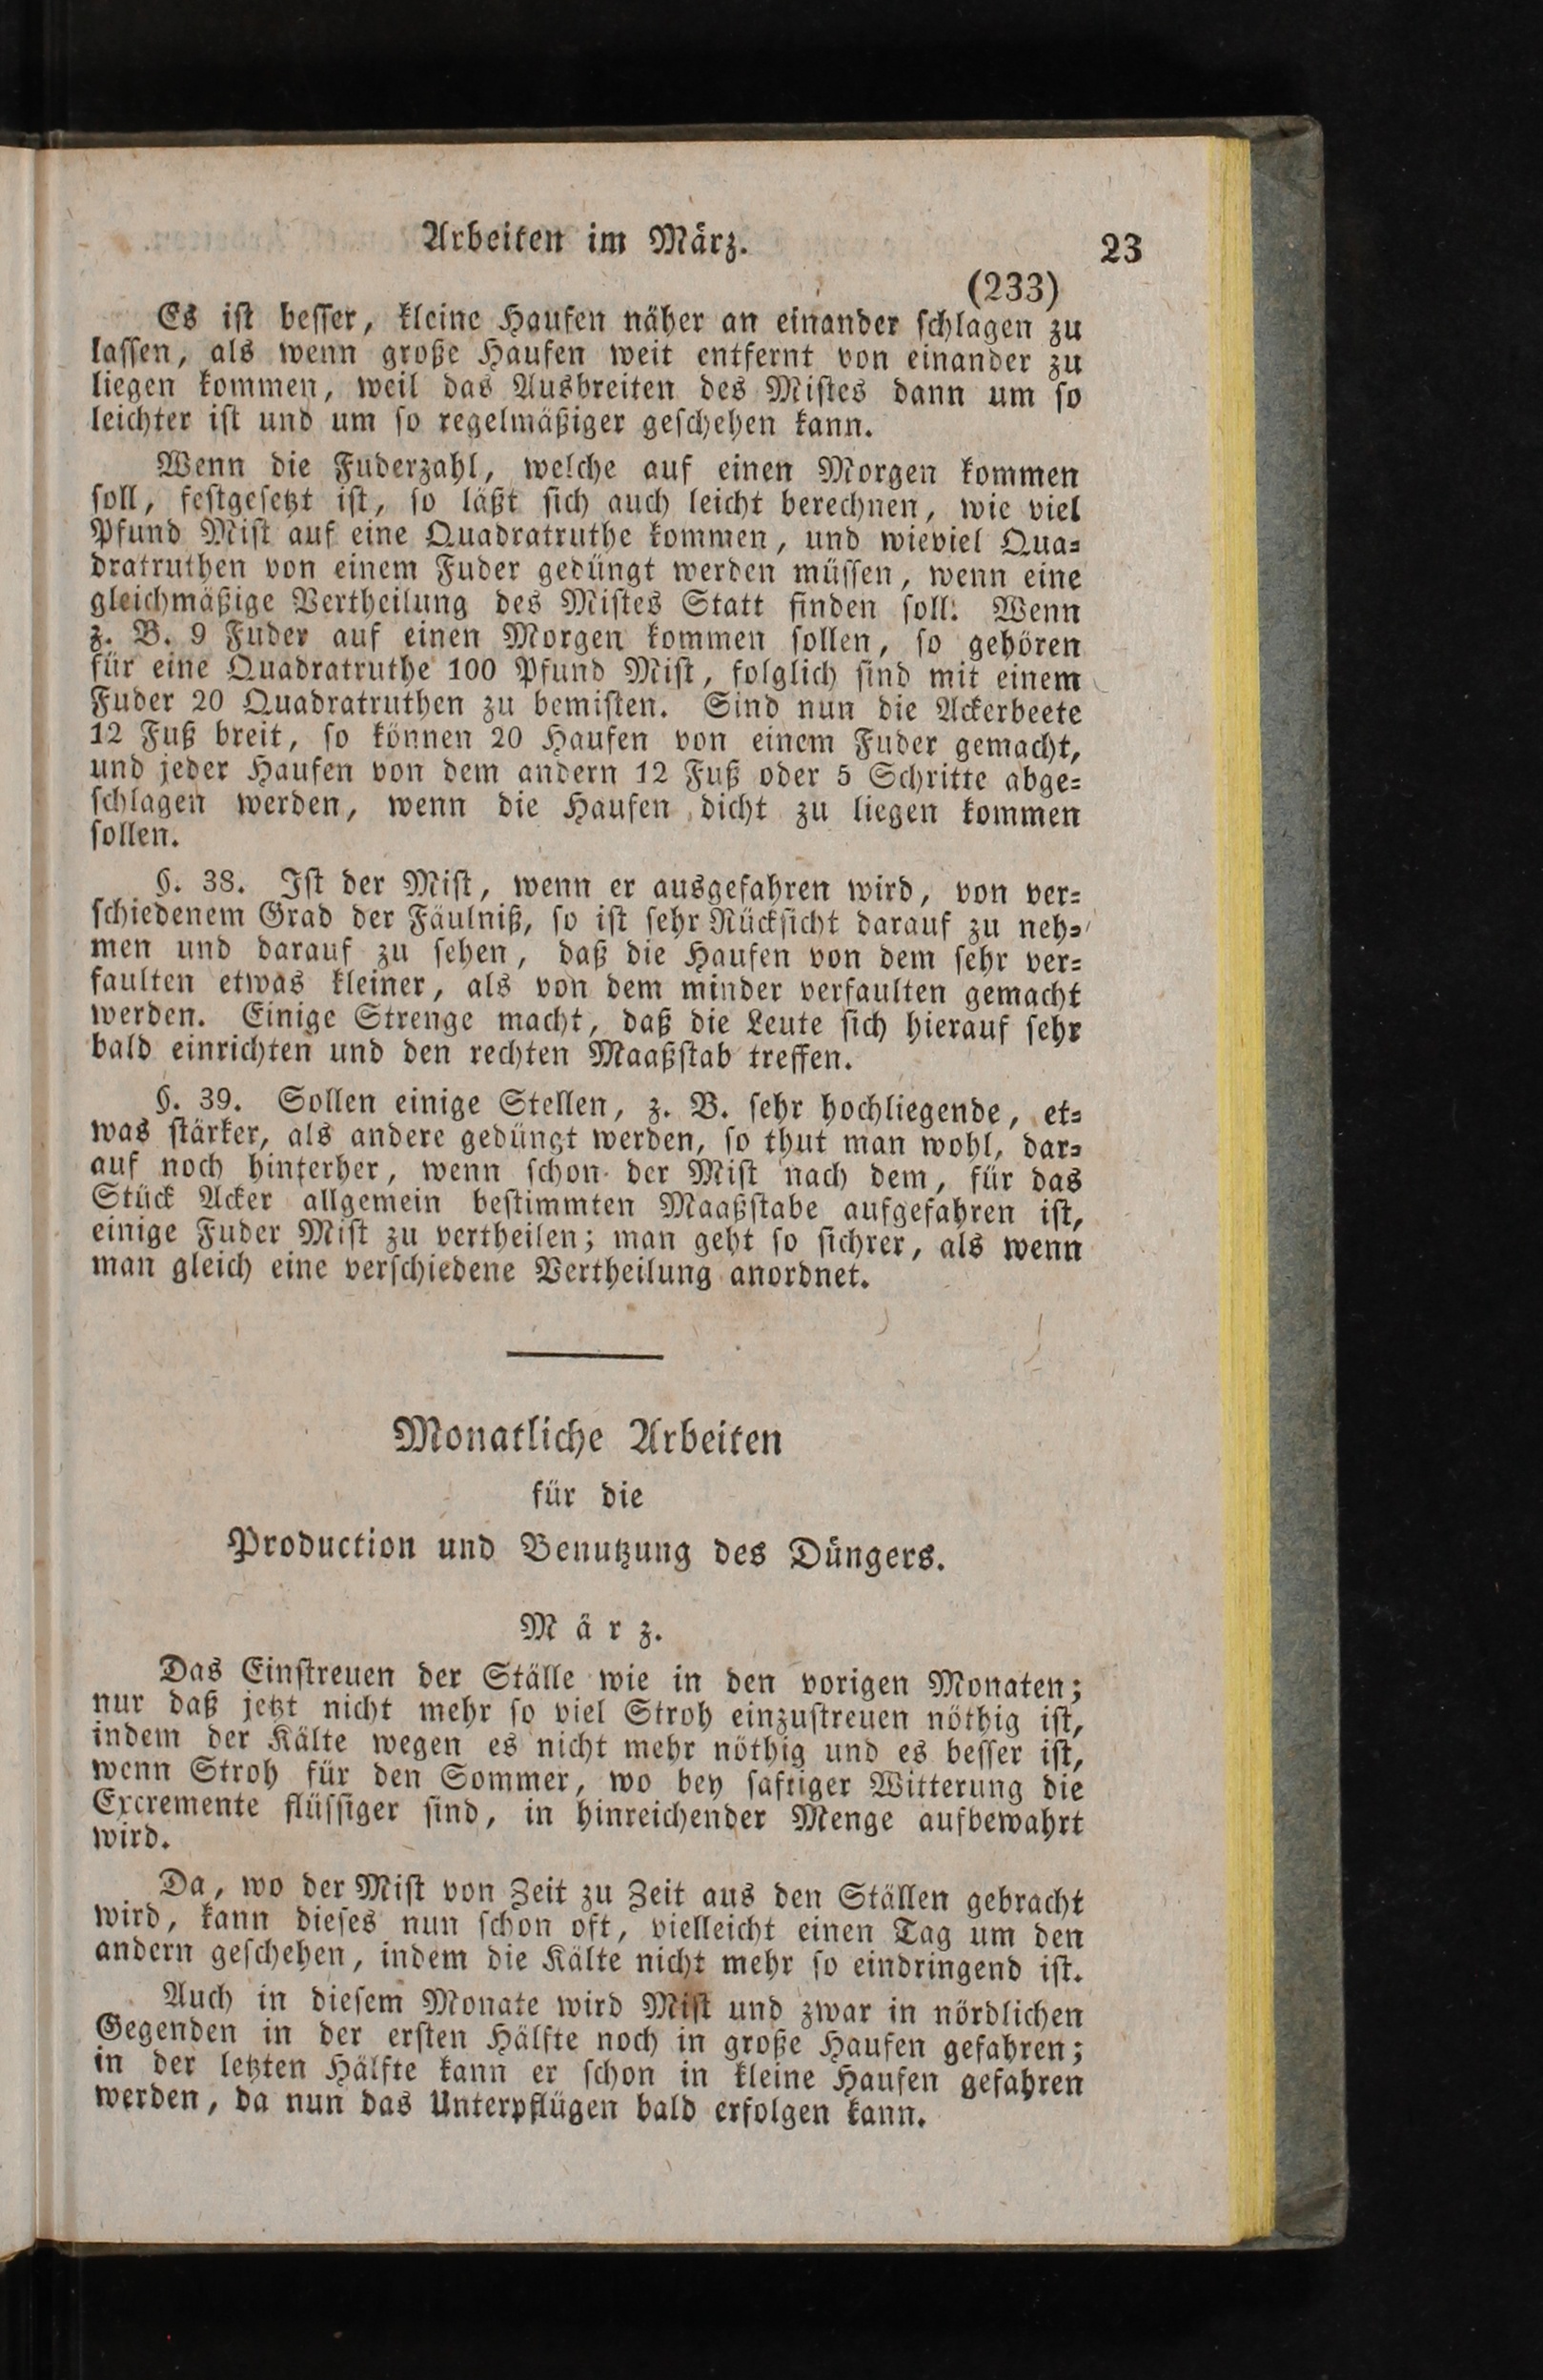 Arbeiten im März.
23
(233)
Es iſt beſſer, kleine Haufen näher an einander ſchlagen zu
laſſen, als wenn große Haufen weit entfernt von einander zu
liegen kommen, weil das Ausbreiten des Miſtes dann um ſo
leichter iſt und um ſo regelmäßiger geſchehen kann.
Wenn die Fuderzahl, welche auf einen Morgen kommen
ſoll, feſtgeſetzt iſt, ſo läßt ſich auch leicht berechnen, wie viel
Pfund Miſt auf eine Quadratruthe kommen, und wieviel Qua-
dratruthen von einem Fuder gedüngt werden müſſen, wenn eine
gleichmäßige Vertheilung des Miſtes Statt finden ſoll. Wenn
z. B. 9 Fuder auf einen Morgen kommen ſollen, ſo gehören
für eine Quadratruthe 100 Pfund Miſt, folglich ſind mit einem
Fuder 20 Quadratruthen zu bemiſten. Sind nun die Ackerbeete
12 Fuß breit, ſo können 20 Haufen von einem Fuder gemacht,
und jeder Haufen von dem andern 12 Fuß oder 5 Schritte abge-
ſchlagen werden, wenn die Haufen dicht zu liegen kommen
ſollen.
§. 38. Iſt der Miſt, wenn er ausgefahren wird, von ver-
ſchiedenem Grad der Fäulniß, ſo iſt ſehr Rückſicht darauf zu neh-
men und darauf zu ſehen, daß die Haufen von dem ſehr ver-
faulten etwas kleiner, als von dem minder verfaulten gemacht
werden. Einige Strenge macht, daß die Leute ſich hierauf ſehr
bald einrichten und den rechten Maaßſtab treffen.
§. 39. Sollen einige Stellen, z. B. ſehr hochliegende, et-
was ſtärker, als andere gedüngt werden, ſo thut man wohl, dar-
auf noch hinterher, wenn ſchon der Miſt nach dem, für das
Stück Acker allgemein beſtimmten Maaßſtabe aufgefahren iſt,
einige Fuder Miſt zu vertheilen; man geht ſo ſichrer, als wenn
man gleich eine verſchiedene Vertheilung anordnet.
Monatliche Arbeiten
für die
Production und Benutzung des Düngers.
März.
Das Einſtreuen der Ställe wie in den vorigen Monaten;
nur daß jetzt nicht mehr ſo viel Stroh einzuſtreuen nöthig iſt,
indem der Kälte wegen es nicht mehr nöthig und es beſſer iſt,
wenn Stroh für den Sommer, wo bey ſaftiger Witterung die
Excremente flüſſiger ſind, in hinreichender Menge aufbewahrt
wird.
Da, wo der Miſt von Zeit zu Zeit aus den Ställen gebracht
wird, kann dieſes nun ſchon oft, vielleicht einen Tag um den
andern geſchehen, indem die Kälte nicht mehr ſo eindringend iſt.
Auch in dieſem Monate wird Miſt und zwar in nördlichen
Gegenden in der erſten Hälfte noch in große Haufen gefahren;
in der letzten Hälfte kann er ſchon in kleine Haufen gefahren
werden, da nun das Unterpflügen bald erfolgen kann.